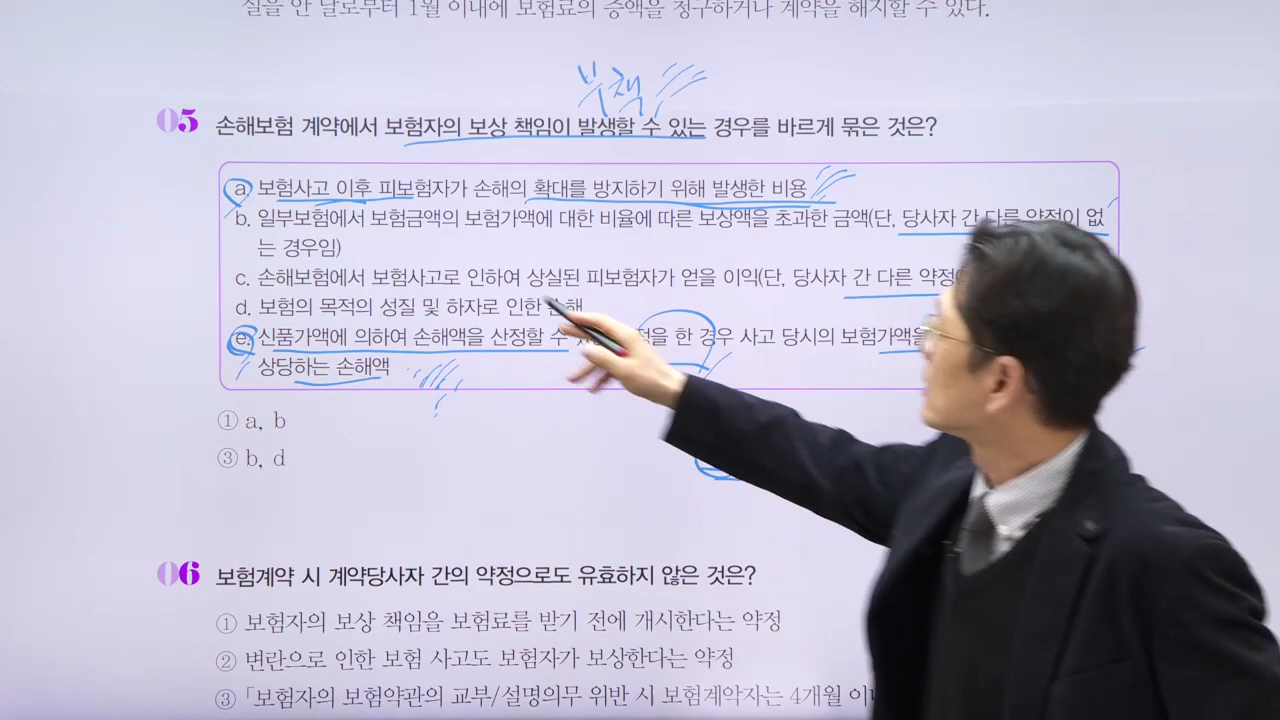 실을 안 날로부터 1월 이내에 보험료의 증액을 청구하거나 계약을 해지할 수 있다.
부책
05 손해보험 계약에서 보험자의 보상 책임이 발생할 수 있는 경우를 바르게 묶은 것은?
a. 보험사고 이후 피보험자가 손해의 확대를 방지하기 위해 발생한 비용
b. 일부보험에서 보험금액의 보험가액에 대한 비율에 따른 보상액을 초과한 금액(단, 당사자 간 다른 약정이 없
는 경우임)
c. 손해보험에서 보험사고로 인하여 상실된 피보험자가 얻을 이익(단, 당사자 간 다른 약정
d. 보험의 목적의 성질 및 하자로 인한 손해
e. 신품가액에 의하여 손해액을 산정할 수 한 경우 사고 당시의 보험가액을
상당하는 손해액
① a, b
③ b, d
06 보험계약 시 계약당사자 간의 약정으로도 유효하지 않은 것은?
① 보험자의 보상 책임을 보험료를 받기 전에 개시한다는 약정
② 변란으로 인한 보험 사고도 보험자가 보상한다는 약정
③ 「보험자의 보험약관의 교부/설명의무 위반 시 보험계약자는 4개월